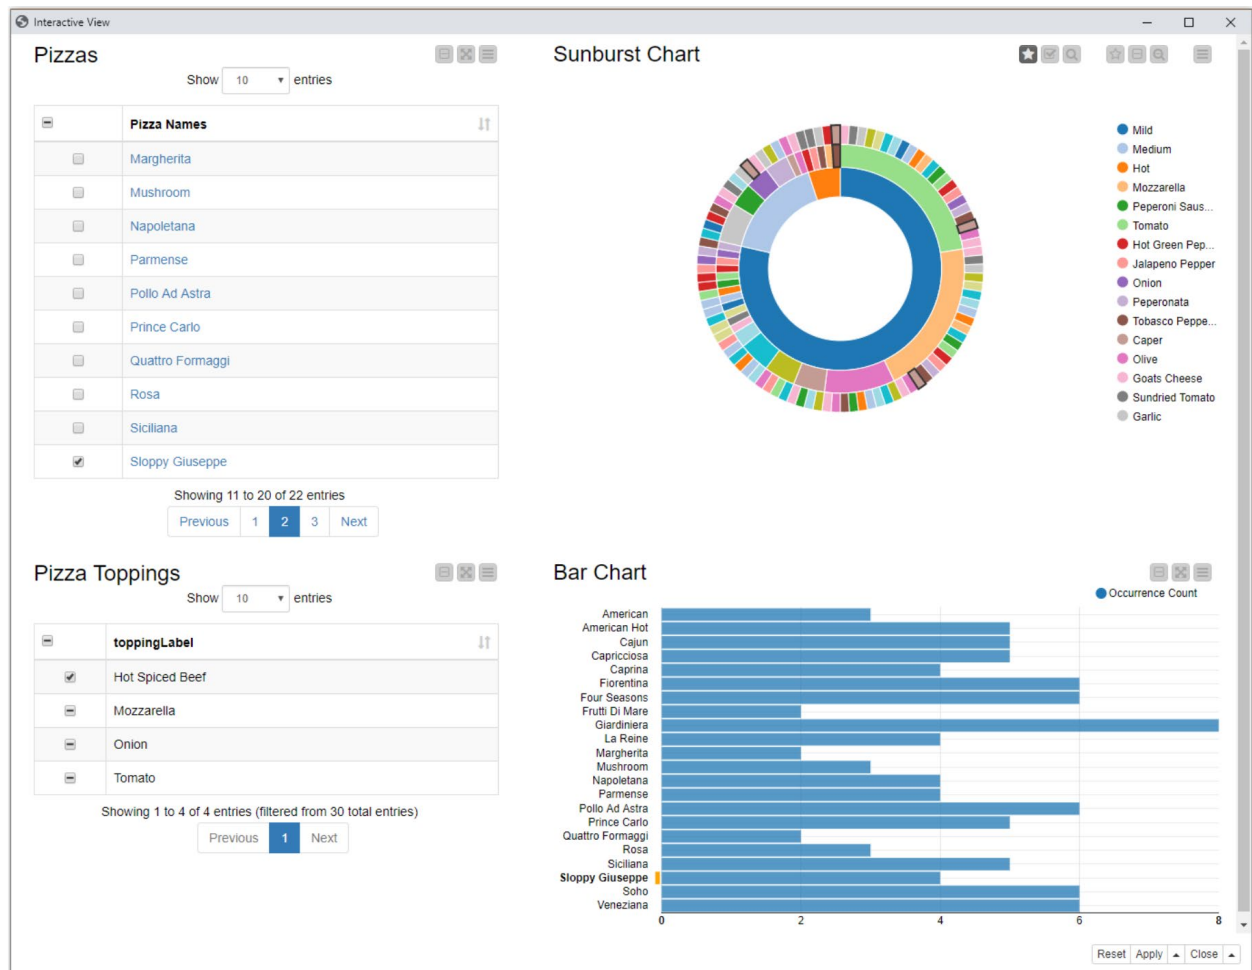 Interactive View
Pizzas
Show 10 entries
Pizza Names
Margherita
Mushroom
Napoletana
Parmense
Pollo Ad Astra
Prince Carlo
Quattro Formaggi
Rosa
Siciliana
Sloppy Giuseppe
Showing 11 to 20 of 22 entries
Previous 1 2 3 Next
Sunburst Chart
Mild
Medium
Hot
Mozzarella
Peperoni Saus...
Tomato
Hot Green Pep...
Jalapeno Pepper
Onion
Peperonata
Tobasco Peppe...
Caper
Olive
Goats Cheese
Sundried Tomato
Garlic
Pizza Toppings
Show 10 entries
toppingLabel
Hot Spiced Beef
Mozzarella
Onion
Tomato
Showing 1 to 4 of 4 entries (filtered from 30 total entries)
Previous 1 Next
Bar Chart
Occurrence Count
American
American Hot
Cajun
Capricciosa
Caprina
Fiorentina
Four Seasons
Frutti Di Mare
Giardiniera
La Reine
Margherita
Mushroom
Napoletana
Parmense
Pollo Ad Astra
Prince Carlo
Quattro Formaggi
Rosa
Siciliana
Sloppy Giuseppe
Soho
Veneziana
0 2 4 6 8
Reset Apply Close